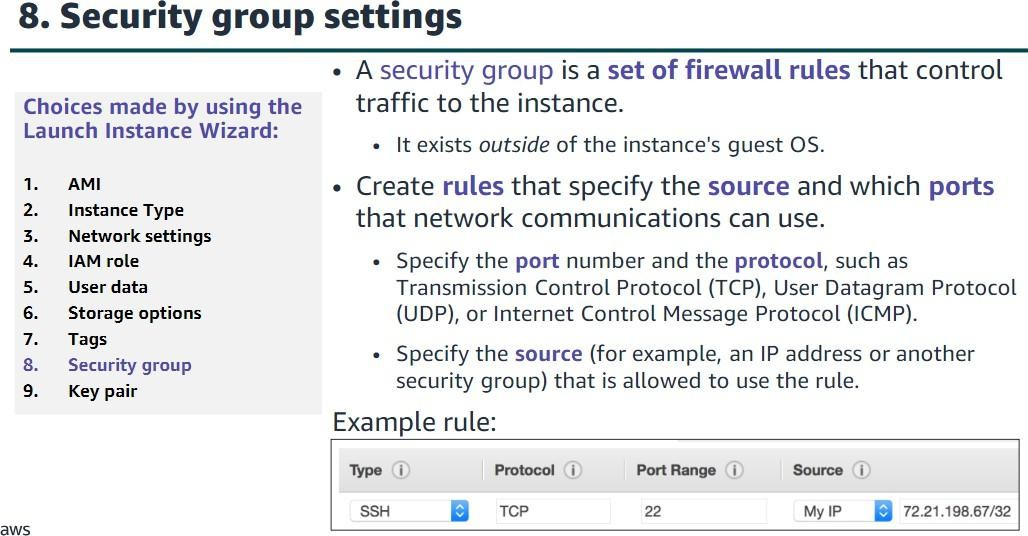 8. Security group settings
Choices made by using the
Launch Instance Wizard:
1. AMI
2. Instance Type
3. Network settings
4. IAM role
5. User data
6. Storage options
7. Tags
8. Security group
9. Key pair
• A security group is a set of firewall rules that control
traffic to the instance.
• It exists outside of the instance's guest OS.
• Create rules that specify the source and which ports
that network communications can use.
• Specify the port number and the protocol, such as
Transmission Control Protocol (TCP), User Datagram Protocol
(UDP), or Internet Control Message Protocol (ICMP).
• Specify the source (for example, an IP address or another
security group) that is allowed to use the rule.
Example rule:
Type i Protocol i Port Range i Source i
SSH TCP 22 My IP 72.21.198.67/32
aws